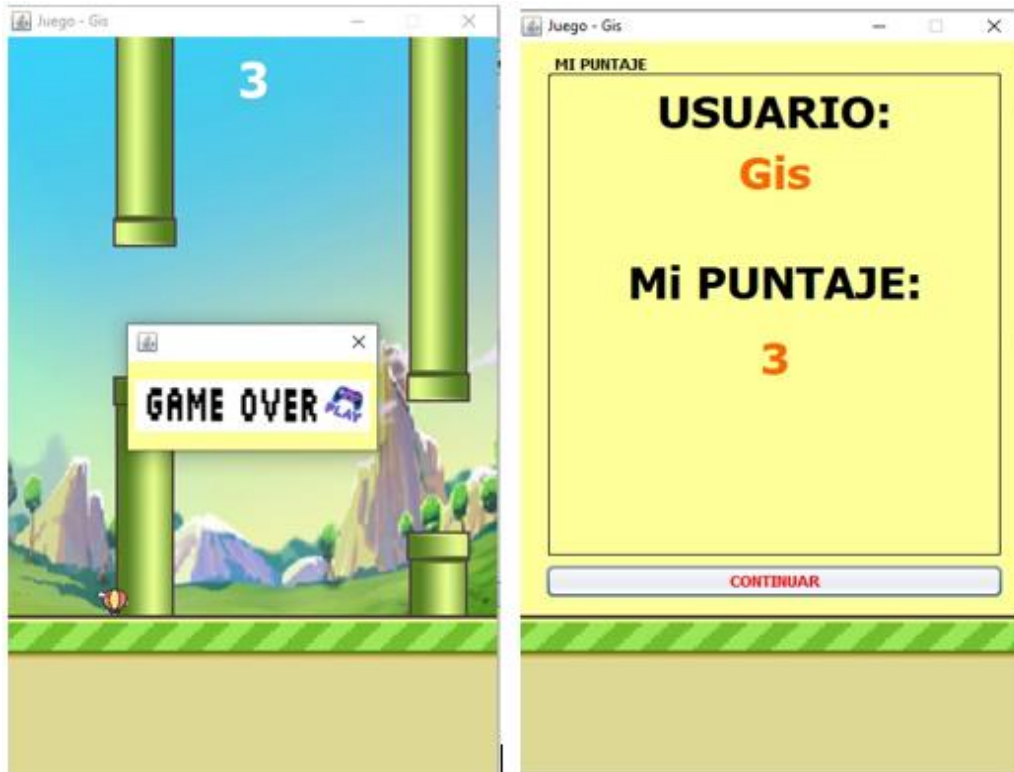 Juego - Gis
3
GAME OVER PLAY
Juego - Gis
MI PUNTAJE
USUARIO:
Gis
Mi PUNTAJE:
3
CONTINUAR